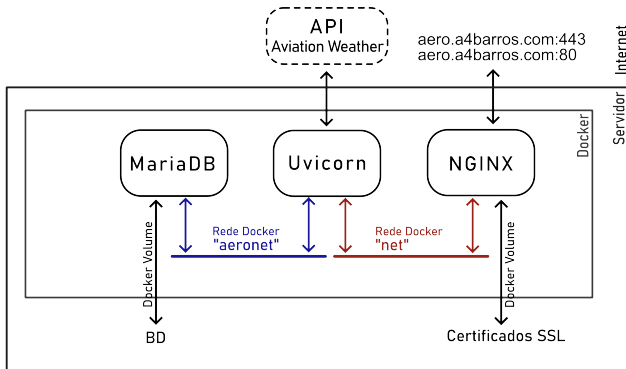 API
Aviation Weather
aero.a4barros.com:443
aero.a4barros.com:80
Internet
Servidor
Docker
MariaDB
Uvicorn
NGINX
Rede Docker
"aeronet"
Rede Docker
"net"
Docker Volume
Docker Volume
BD
Certificados SSL